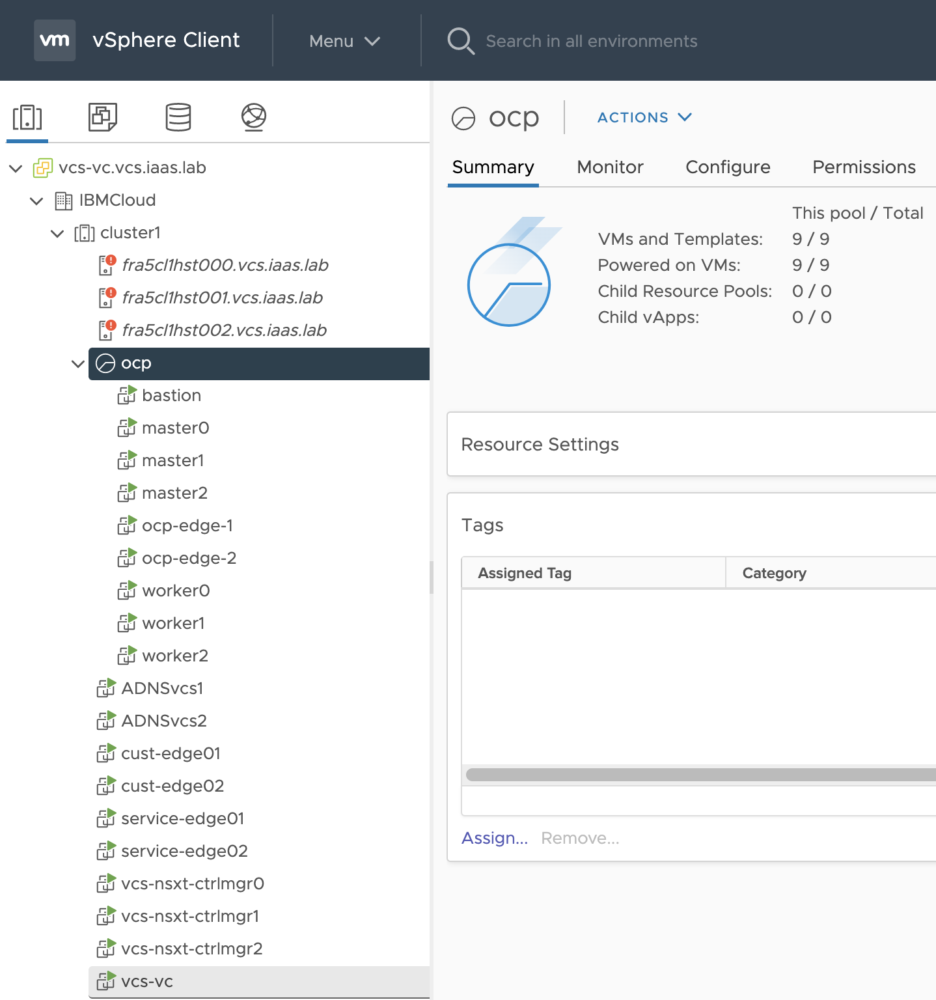 vm vSphere Client Menu Search in all environments
vcs-vc.vcs.iaas.lab
IBMCloud
cluster1
fra5cl1hst000.vcs.iaas.lab
fra5cl1hst001.vcs.iaas.lab
fra5cl1hst002.vcs.iaas.lab
ocp
bastion
master0
master1
master2
ocp-edge-1
ocp-edge-2
worker0
worker1
worker2
ADNSvcs1
ADNSvcs2
cust-edge01
cust-edge02
service-edge01
service-edge02
vcs-nsxt-ctrlmgr0
vcs-nsxt-ctrlmgr1
vcs-nsxt-ctrlmgr2
vcs-vc
ocp ACTIONS
Summary Monitor Configure Permissions
This pool / Total
VMs and Templates: 9 / 9
Powered on VMs: 9 / 9
Child Resource Pools: 0 / 0
Child vApps: 0 / 0
Resource Settings
Tags
Assigned Tag Category
Assign... Remove...